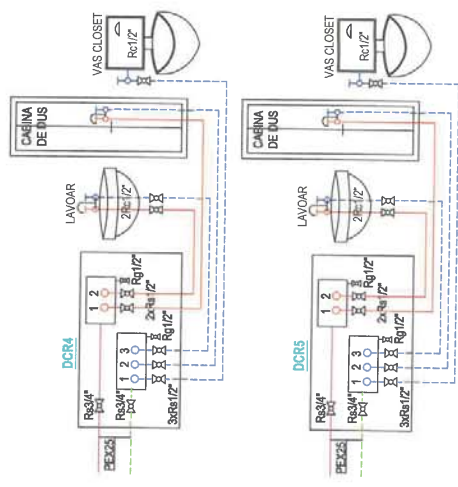 VAS CLOSET
Rc1/2"
CABINA
DE DUS
LAVOAR
2Rc1/2"
DCR4
1 2
Rg1/2"
2xRs1/2"
1 2 3
Rg1/2"
3xRs1/2"
Rs3/4"
Rs3/4"
PEX25
VAS CLOSET
Rc1/2"
CABINA
DE DUS
LAVOAR
2Rc1/2"
DCR5
1 2
Rg1/2"
2xRs1/2"
1 2 3
Rg1/2"
3xRs1/2"
Rs3/4"
Rs3/4"
PEX25